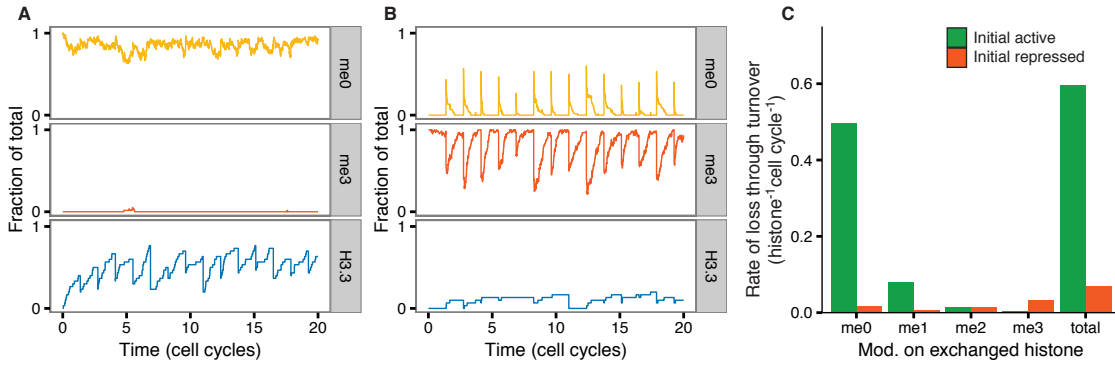 A
B
C
Fraction of total
1
0
me0
1
0
me3
1
0
H3.3
0
5
10
15
20
Time (cell cycles)
Fraction of total
1
0
me0
1
0
me3
1
0
H3.3
0
5
10
15
20
Time (cell cycles)
Initial active
Initial repressed
Rate of loss through turnover
(histone⁻¹cell cycle⁻¹)
0.6
0.4
0.2
0.0
me0
me1
me2
me3
total
Mod. on exchanged histone